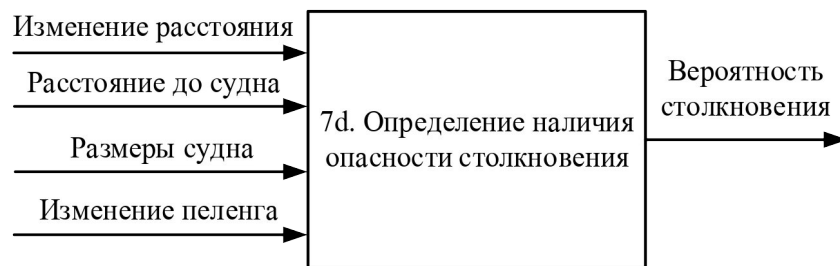 Изменение расстояния
Расстояние до судна
Размеры судна
Изменение пеленга
7d. Определение наличия
опасности столкновения
Вероятность
столкновения